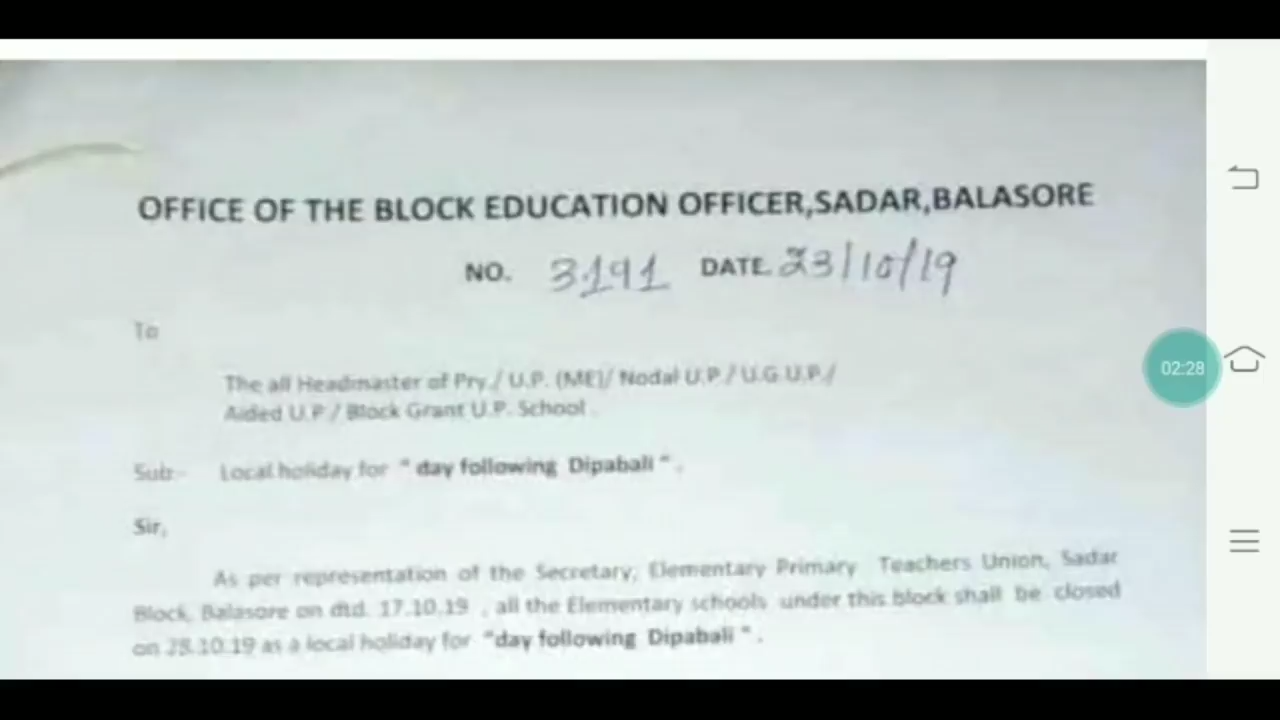 OFFICE OF THE BLOCK EDUCATION OFFICER,SADAR,BALASORE
NO. 3191 DATE. 23/10/19
To
The all Headmaster of Pry./ U.P. (ME)/ Nodal U.P./ U.G.U.P./
Aided U.P./ Block Grant U.P. School.
Sub:- Local holiday for " day following Dipabali ".
Sir,
As per representation of the Secretary, Elementary Primary Teachers Union, Sadar
Block, Balasore on dtd. 17.10.19 , all the Elementary schools under this block shall be closed
on 28.10.19 as a local holiday for "day following Dipabali ".
02:28